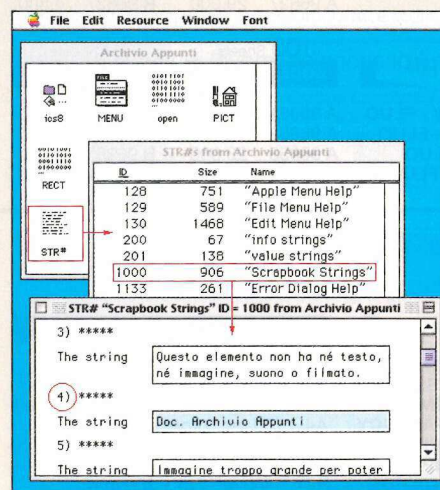 File Edit Resource Window Font
Archivio Appunti
ics8 MENU open PICT
RECT
STR#
STR#s from Archivio Appunti
ID Size Name
128 751 "Apple Menu Help"
129 589 "File Menu Help"
130 1468 "Edit Menu Help"
200 67 "info strings"
201 138 "value strings"
1000 906 "Scrapbook Strings"
1133 261 "Error Dialog Help"
STR# "Scrapbook Strings" ID = 1000 from Archivio Appunti
3) *****
The string Questo elemento non ha né testo,
né immagine, suono o filmato.
4) *****
The string Doc. Archivio Appunti
5) *****
The string Immagine troppo grande per poter